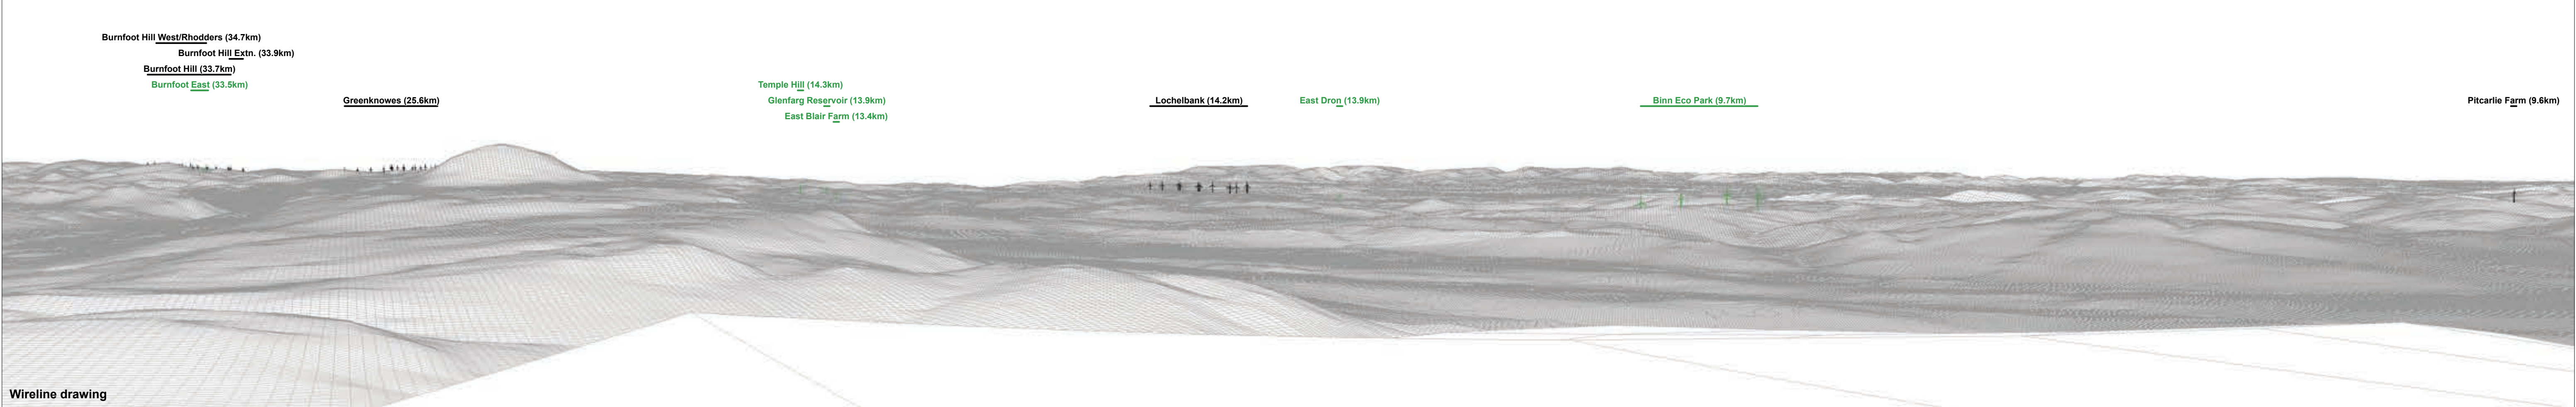 Burnfoot Hill West/Rhodders (34.7km)
Burnfoot Hill Extn. (33.9km)
Burnfoot Hill (33.7km)
Burnfoot East (33.5km)
Greenknowes (25.6km)
Temple Hill (14.3km)
Glenfarg Reservoir (13.9km)
East Blair Farm (13.4km)
Lochelbank (14.2km)
East Dron (13.9km)
Binn Eco Park (9.7km)
Pitcarlie Farm (9.6km)
Wireline drawing